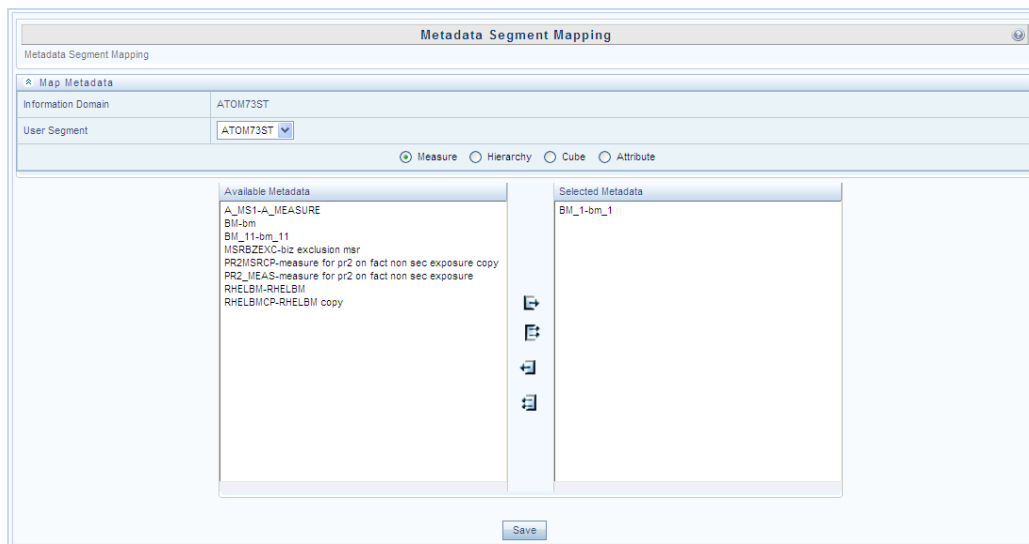 Metadata Segment Mapping
Metadata Segment Mapping
Map Metadata
Information Domain ATOM73ST
User Segment ATOM73ST
Measure Hierarchy Cube Attribute
Available Metadata
A_MS1-A_MEASURE
BM-bm
BM_11-bm_11
MSRBZEXC-biz exclusion msr
PR2MSRCP-measure for pr2 on fact non sec exposure copy
PR2_MEAS-measure for pr2 on fact non sec exposure
RHELBM-RHELBM
RHELBMCP-RHELBM copy
Selected Metadata
BM_1-bm_1
Save